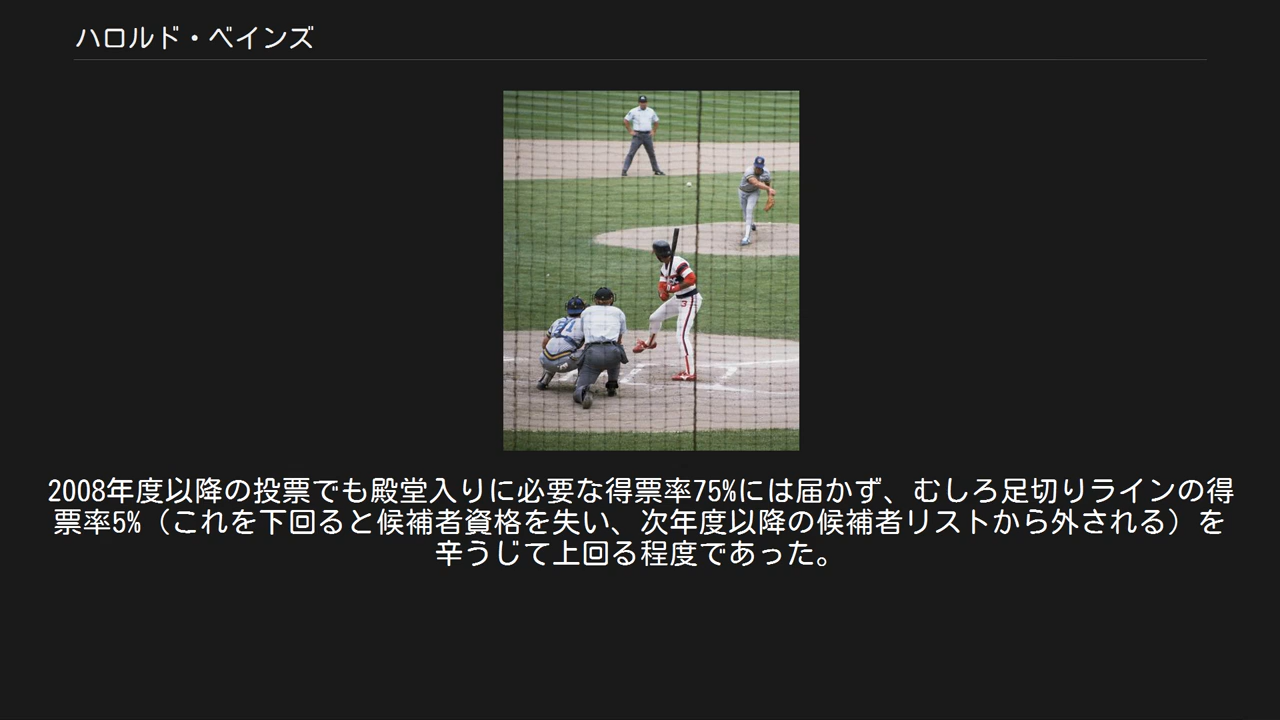 ハロルド・ベインズ
2008年度以降の投票でも殿堂入りに必要な得票率75%には届かず、むしろ足切りラインの得
票率5%（これを下回ると候補者資格を失い、次年度以降の候補者リストから外される）を
辛うじて上回る程度であった。